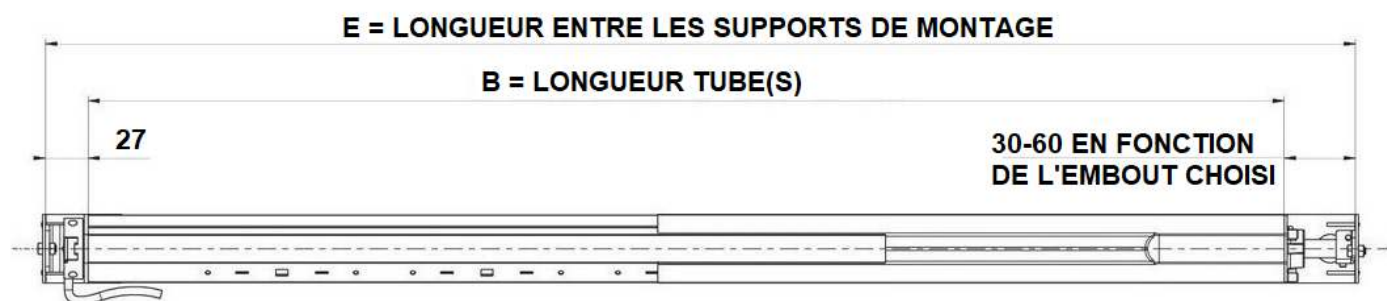 E = LONGUEUR ENTRE LES SUPPORTS DE MONTAGE
B = LONGUEUR TUBE(S)
27
30-60 EN FONCTION
DE L'EMBOUT CHOISI